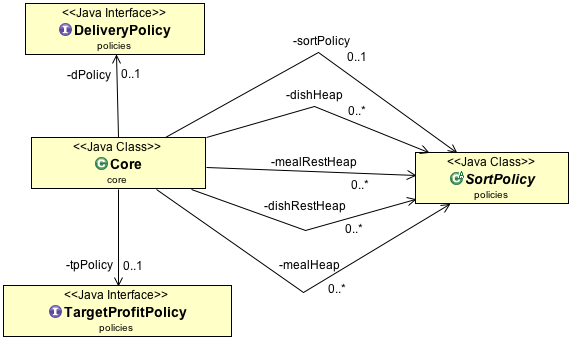 <<Java Interface>>
I DeliveryPolicy
policies
-dPolicy
0..1
-sortPolicy
0..1
-dishHeap
0..*
<<Java Class>>
C Core
core
-mealRestHeap
0..*
<<Java Class>>
C A SortPolicy
policies
-dishRestHeap
0..*
-tpPolicy
0..1
-mealHeap
0..*
<<Java Interface>>
I TargetProfitPolicy
policies